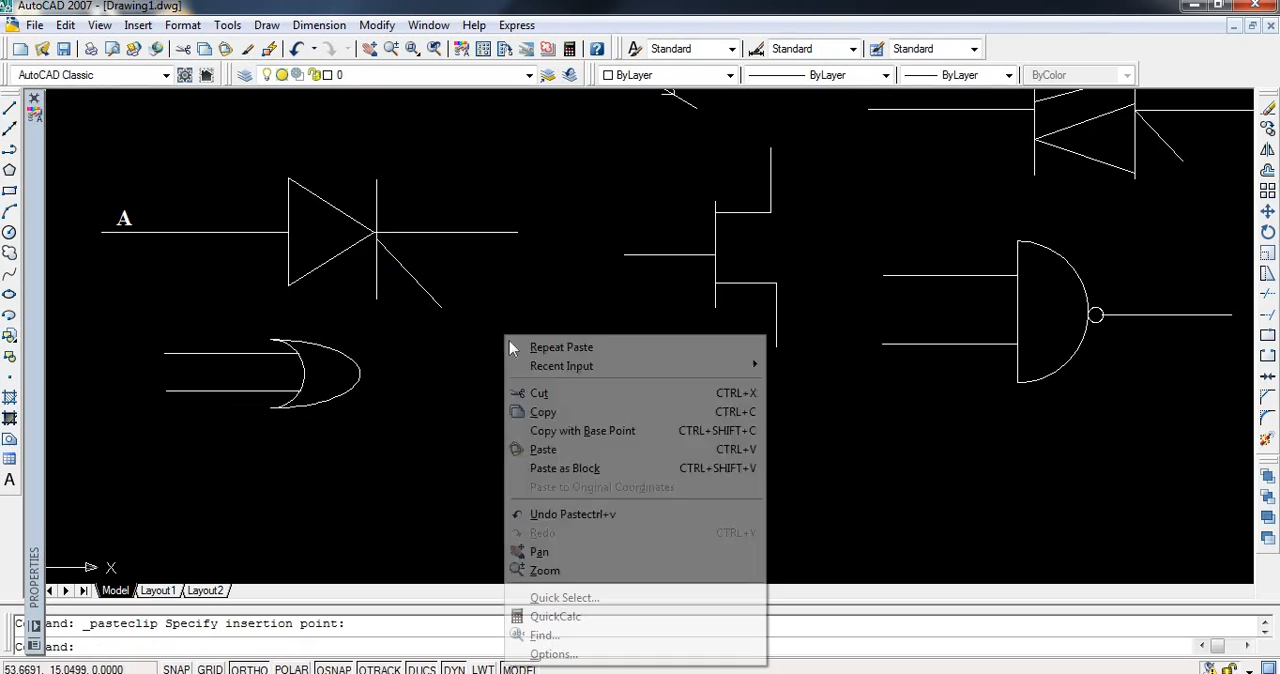 AutoCAD 2007 - [Drawing1.dwg]
File Edit View Insert Format Tools Draw Dimension Modify Window Help Express
Standard Standard Standard
AutoCAD Classic 0 ByLayer ByLayer ByLayer ByColor
A
Repeat Paste
Recent Input
Cut CTRL+X
Copy CTRL+C
Copy with Base Point CTRL+SHIFT+C
Paste CTRL+V
Paste as Block CTRL+SHIFT+V
Paste to Original Coordinates
Undo Pastectrl+v
Redo CTRL+Y
Pan
Zoom
Quick Select...
QuickCalc
Find...
Options...
A
PROPERTIES
X
Model Layout1 Layout2
Command: _pasteclip Specify insertion point:
Command:
53.6691, 15.0499, 0.0000 SNAP GRID ORTHO POLAR OSNAP OTRACK DUCS DYN LWT MODEL